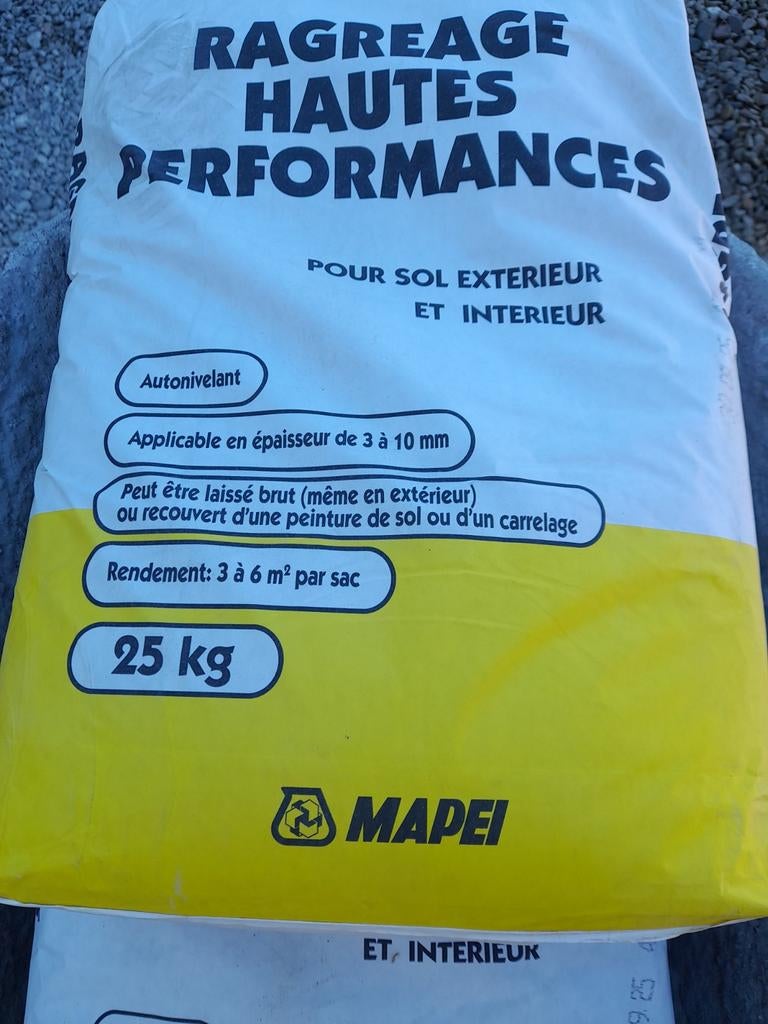 RAGREAGE
HAUTES
PERFORMANCES
POUR SOL EXTERIEUR
ET INTERIEUR
Autonivelant
Applicable en épaisseur de 3 à 10 mm
Peut être laissé brut (même en extérieur)
ou recouvert d'une peinture de sol ou d'un carrelage
Rendement: 3 à 6 m² par sac
25 kg
MAPEI
ET INTERIEUR